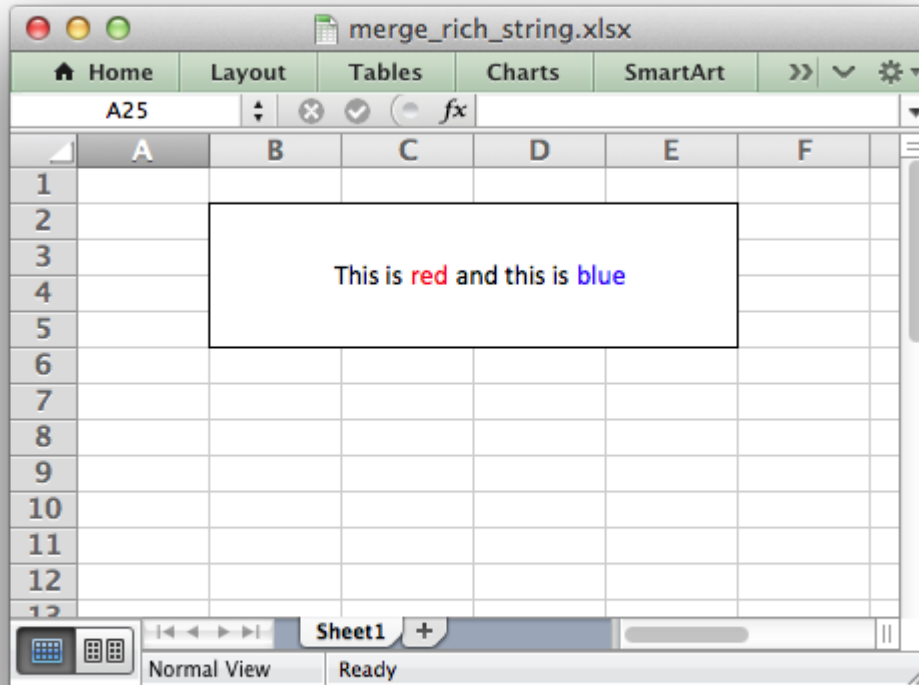 merge_rich_string.xlsx
Home Layout Tables Charts SmartArt
A25 fx
A B C D E F
1
2
3
This is red and this is blue
4
5
6
7
8
9
10
11
12
13
Sheet1 +
Normal View Ready